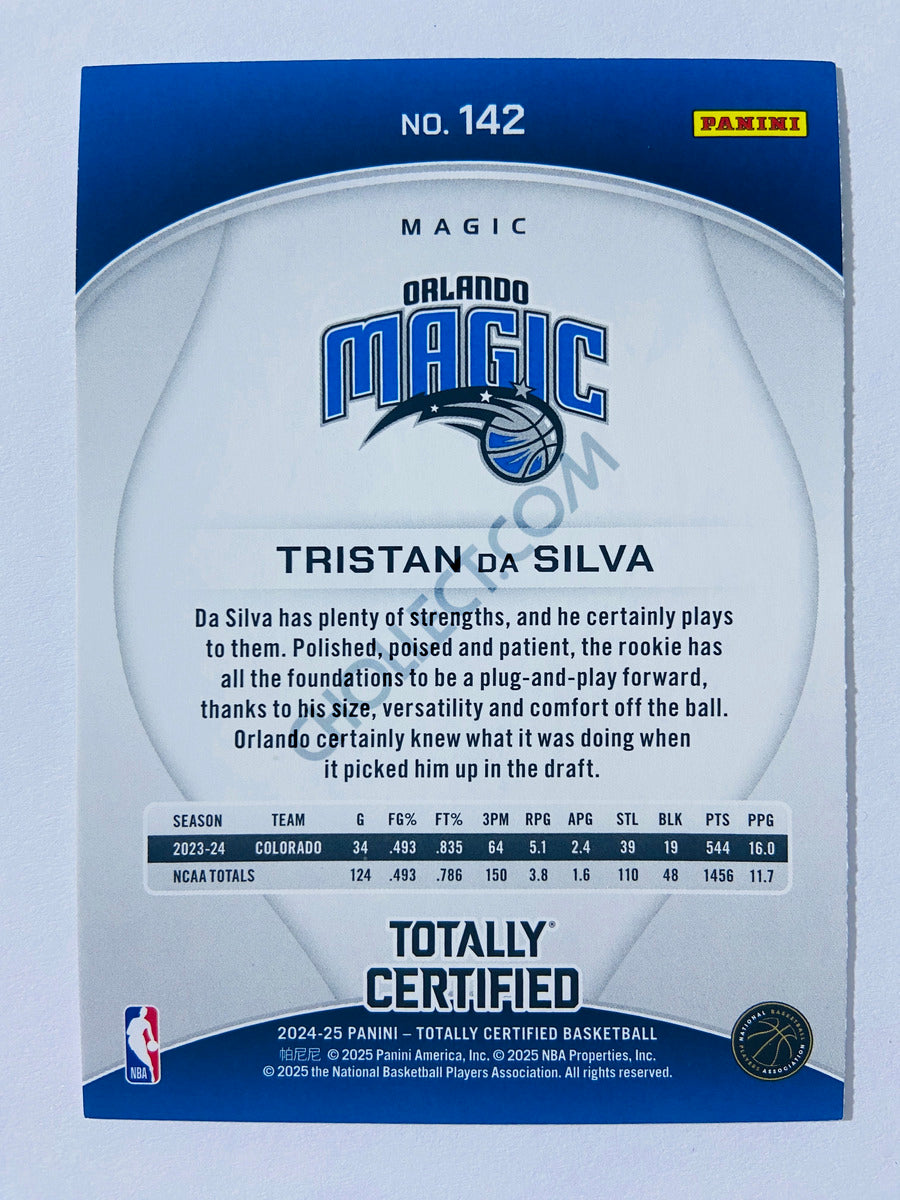 NO. 142
PANINI
MAGIC
ORLANDO
MAGIC
TRISTAN DA SILVA
Da Silva has plenty of strengths, and he certainly plays
to them. Polished, poised and patient, the rookie has
all the foundations to be a plug-and-play forward,
thanks to his size, versatility and comfort off the ball.
Orlando certainly knew what it was doing when
it picked him up in the draft.
CHOLLECT.COM
SEASON TEAM G FG% FT% 3PM RPG APG STL BLK PTS PPG
2023-24 COLORADO 34 .493 .835 64 5.1 2.4 39 19 544 16.0
NCAA TOTALS 124 .493 .786 150 3.8 1.6 110 48 1456 11.7
TOTALLY®
CERTIFIED
2024-25 PANINI – TOTALLY CERTIFIED BASKETBALL
帕尼尼 © 2025 Panini America, Inc. © 2025 NBA Properties, Inc.
© 2025 the National Basketball Players Association. All rights reserved.
NBA
NATIONAL BASKETBALL
PLAYERS ASSOCIATION